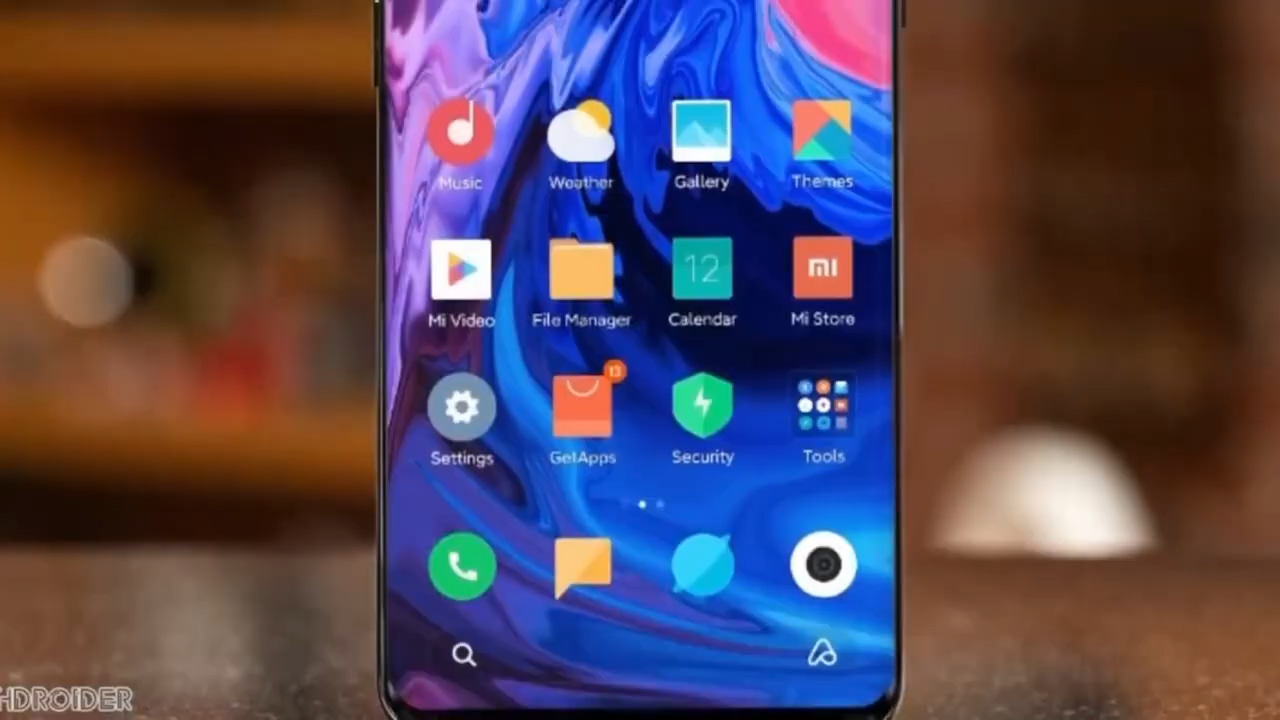 Music Weather Gallery Themes
12 mi
Mi Video File Manager Calendar Mi Store
13
Settings GetApps Security Tools
HDROIDER